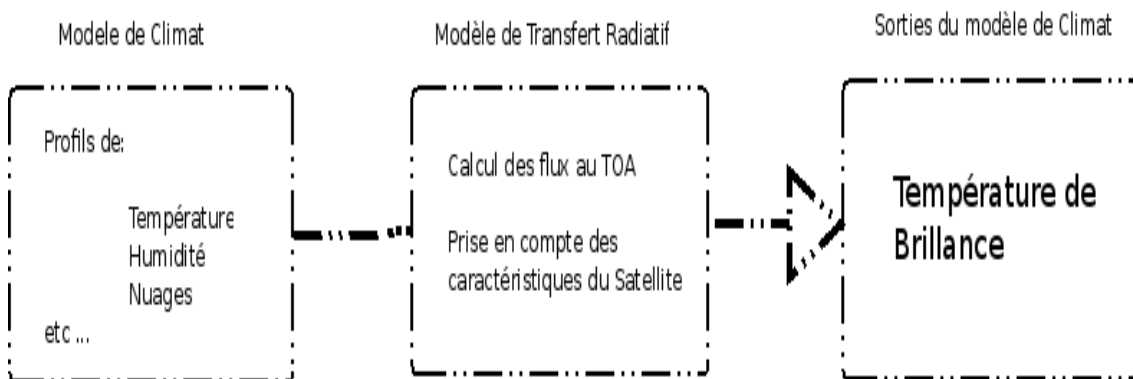 Modele de Climat
Profils de:
Température
Humidité
Nuages
etc ...
Modèle de Transfert Radiatif
Calcul des flux au TOA
Prise en compte des
caractéristiques du Satellite
Sorties du modèle de Climat
Température de
Brillance